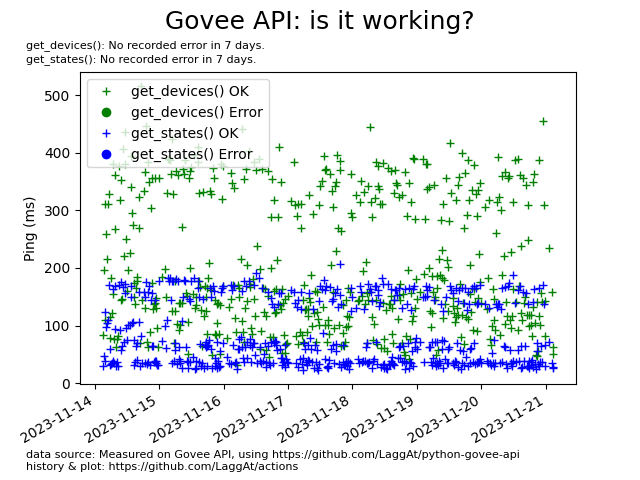 Govee API: is it working?
get_devices(): No recorded error in 7 days.
get_states(): No recorded error in 7 days.
get_devices() OK
get_devices() Error
get_states() OK
get_states() Error
Ping (ms)
500
400
300
200
100
0
2023-11-14
2023-11-15
2023-11-16
2023-11-17
2023-11-18
2023-11-19
2023-11-20
2023-11-21
data source: Measured on Govee API, using https://github.com/LaggAt/python-govee-api
history & plot: https://github.com/LaggAt/actions